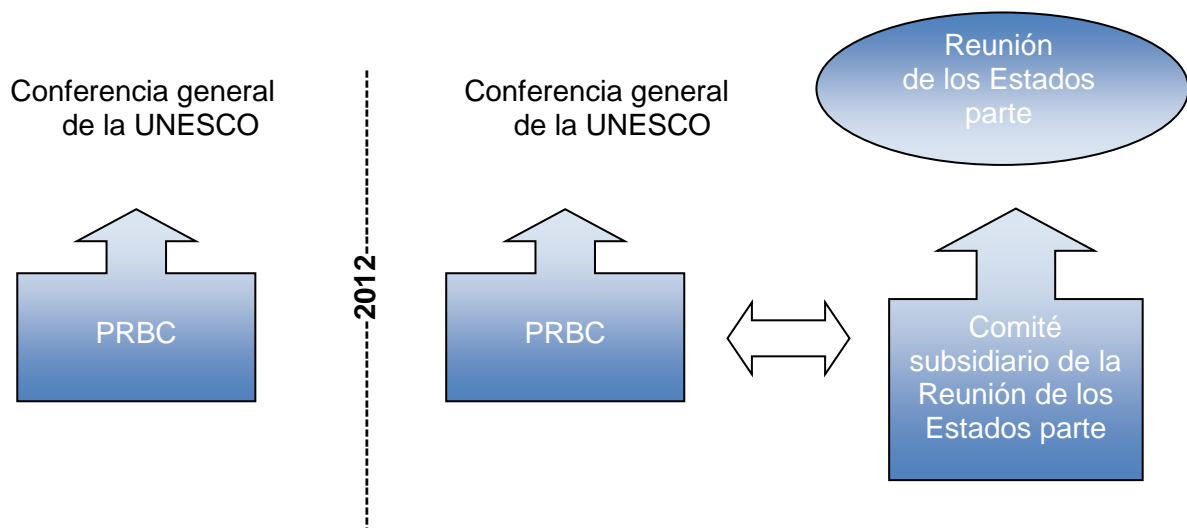 Conferencia general
de la UNESCO
PRBC
2012
Conferencia general
de la UNESCO
PRBC
Reunión
de los Estados
parte
Comité
subsidiario de la
Reunión de los
Estados parte